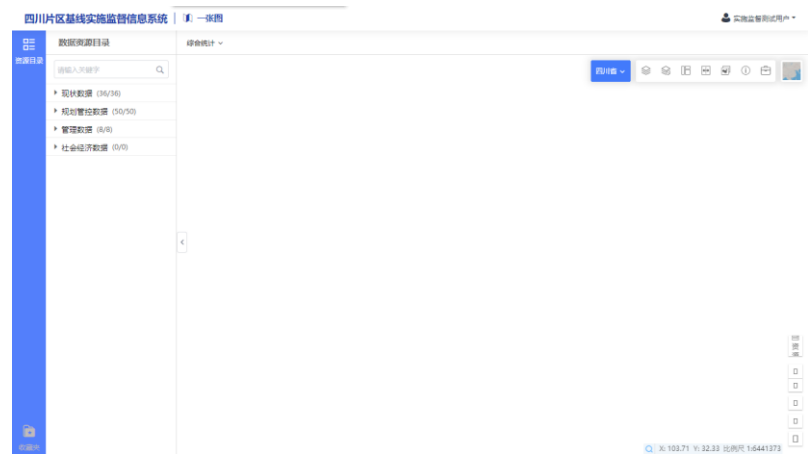 四川片区基线实施监督信息系统
一张图
实施监督测试用户
资源目录
数据资源目录
综合统计
请输入关键字
四川省
现状数据 (36/36)
规划管控数据 (50/50)
管理数据 (8/8)
社会经济数据 (0/0)
收藏夹
X: 103.71 Y: 32.33 比例尺 1:6441373